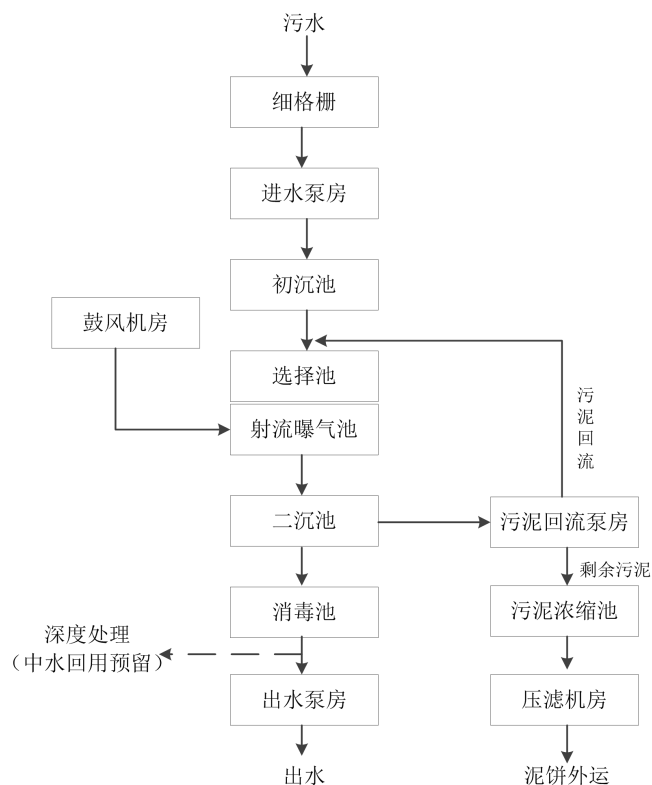 污水
细格栅
进水泵房
初沉池
鼓风机房
选择池
射流曝气池
污泥回流
二沉池
污泥回流泵房
剩余污泥
消毒池
污泥浓缩池
深度处理
（中水回用预留）
出水泵房
压滤机房
出水
泥饼外运